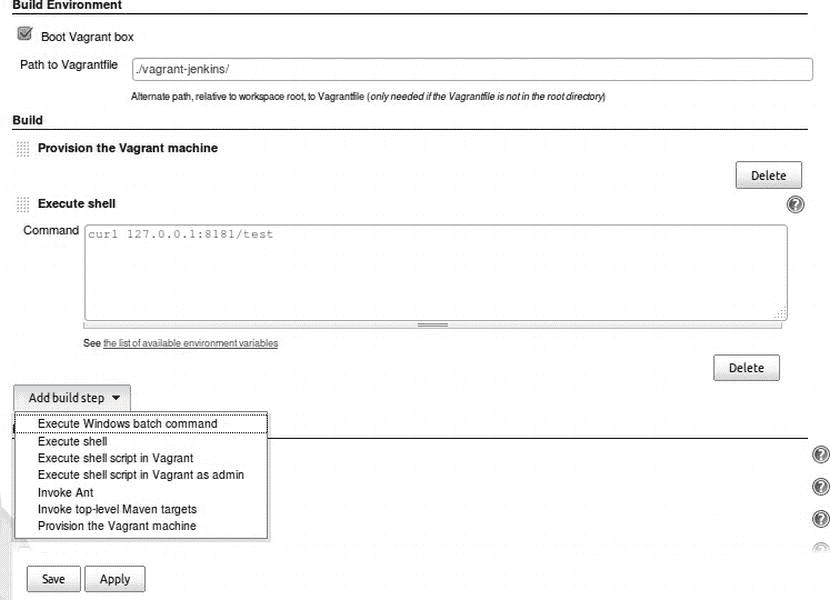 Build Environment
Boot Vagrant box
Path to Vagrantfile
./vagrant-jenkins/
Alternate path, relative to workspace root, to Vagrantfile (only needed if the Vagrantfile is not in the root directory)
Build
Provision the Vagrant machine
Delete
Execute shell
Command
curl 127.0.0.1:8181/test
See the list of available environment variables
Delete
Add build step
Execute Windows batch command
Execute shell
Execute shell script in Vagrant
Execute shell script in Vagrant as admin
Invoke Ant
Invoke top-level Maven targets
Provision the Vagrant machine
Save
Apply